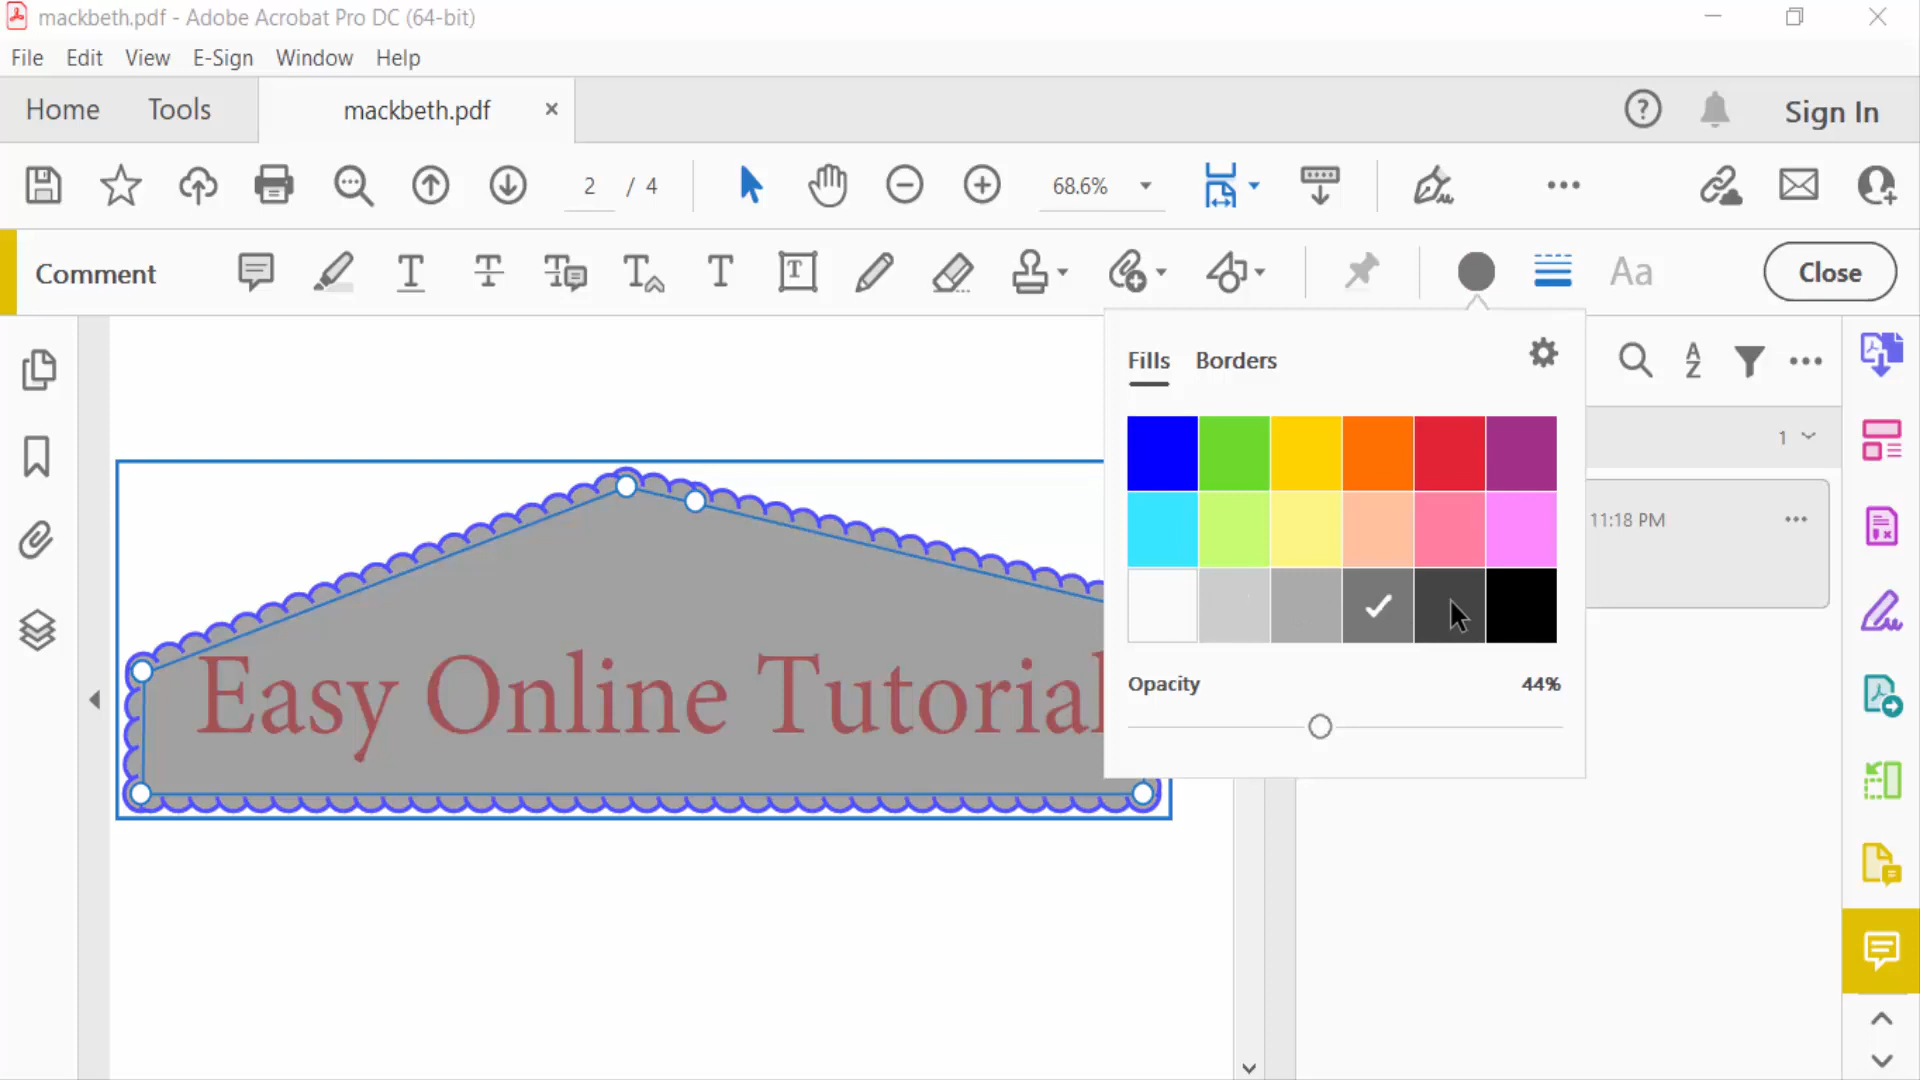 mackbeth.pdf - Adobe Acrobat Pro DC (64-bit)
File Edit View E-Sign Window Help
Home Tools mackbeth.pdf × Sign In
2 / 4 68.6%
Comment Aa Close
Fills Borders
A
Z
1
11:18 PM
Easy Online Tutorial
Opacity 44%